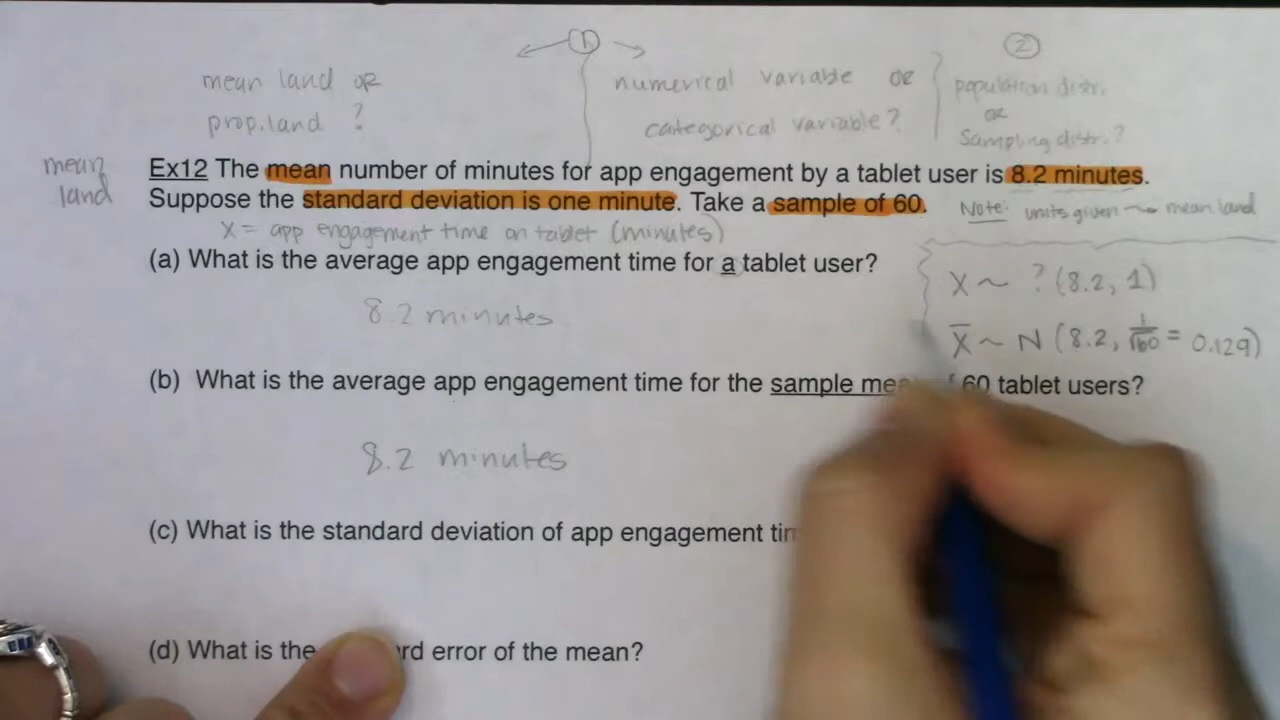 ①
②
mean land or
prop. land ?
numerical variable or
categorical variable?
population distr.
or
sampling distr.?
mean
land
Ex12 The mean number of minutes for app engagement by a tablet user is 8.2 minutes.
Suppose the standard deviation is one minute. Take a sample of 60.
Note: units given → mean land
X = app engagement time on tablet (minutes)
(a) What is the average app engagement time for a tablet user?
8.2 minutes
X ~ ? (8.2, 1)
X̄ ~ N (8.2, 1/√60 = 0.129)
(b) What is the average app engagement time for the sample 60 tablet users?
8.2 minutes
(c) What is the standard deviation of app engagement
(d) What is the error of the mean?